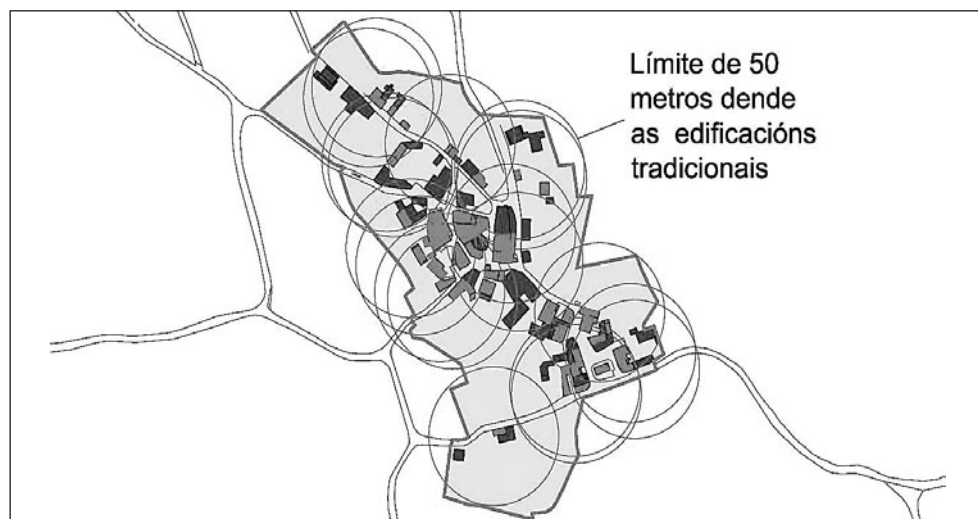 Límite de 50
metros dende
as edificacións
tradicionais